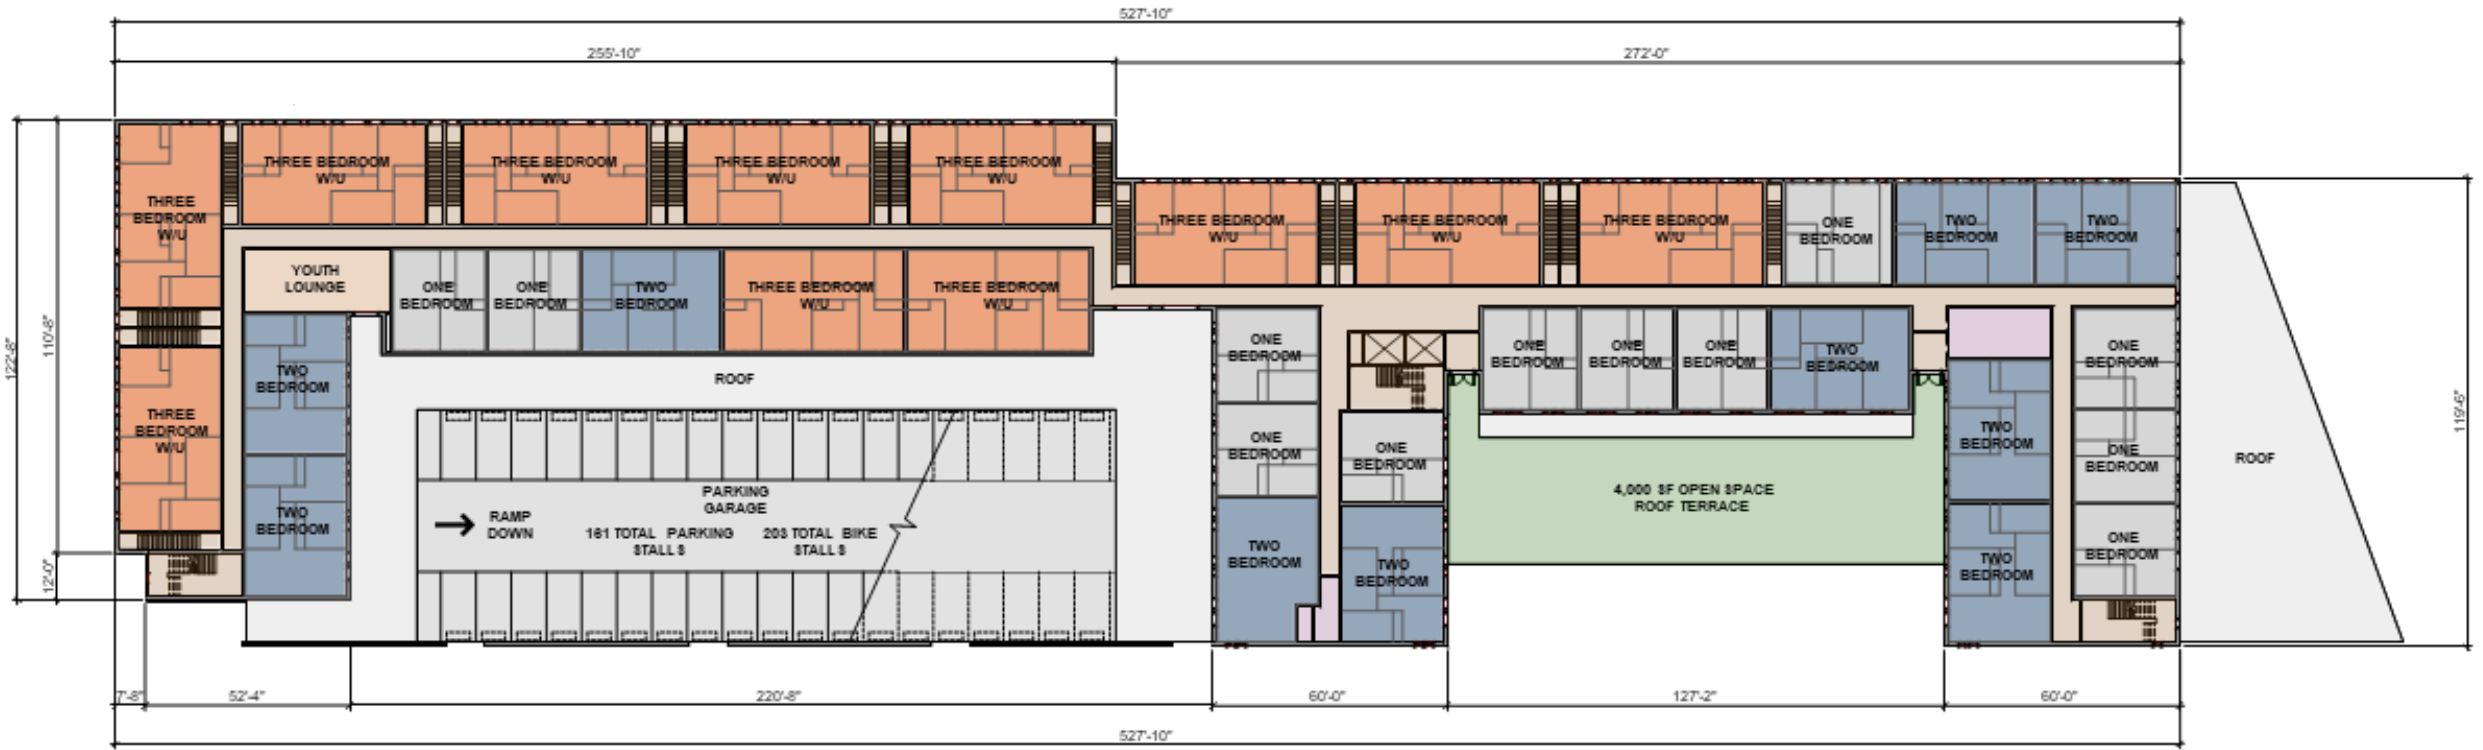 527'-10"
255'-10"
272'-0"
THREE BEDROOM
W/U
THREE BEDROOM
W/U
THREE BEDROOM
W/U
THREE BEDROOM
W/U
THREE
BEDROOM
W/U
THREE BEDROOM
W/U
THREE BEDROOM
W/U
THREE BEDROOM
W/U
ONE
BEDROOM
TWO
BEDROOM
TWO
BEDROOM
YOUTH
LOUNGE
ONE
BEDROOM
ONE
BEDROOM
TWO
BEDROOM
THREE BEDROOM
W/U
THREE BEDROOM
W/U
122'-8"
110'-8"
12'-0"
119'-6"
TWO
BEDROOM
ROOF
ONE
BEDROOM
ONE
BEDROOM
ONE
BEDROOM
ONE
BEDROOM
TWO
BEDROOM
ONE
BEDROOM
THREE
BEDROOM
W/U
ONE
BEDROOM
ONE
BEDROOM
TWO
BEDROOM
ONE
BEDROOM
ROOF
TWO
BEDROOM
PARKING
GARAGE
RAMP
DOWN
161 TOTAL PARKING
STALLS
203 TOTAL BIKE
STALLS
4,000 SF OPEN SPACE
ROOF TERRACE
TWO
BEDROOM
TWO
BEDROOM
TWO
BEDROOM
ONE
BEDROOM
7'-8"
52'-4"
220'-8"
60'-0"
127'-2"
60'-0"
527'-10"